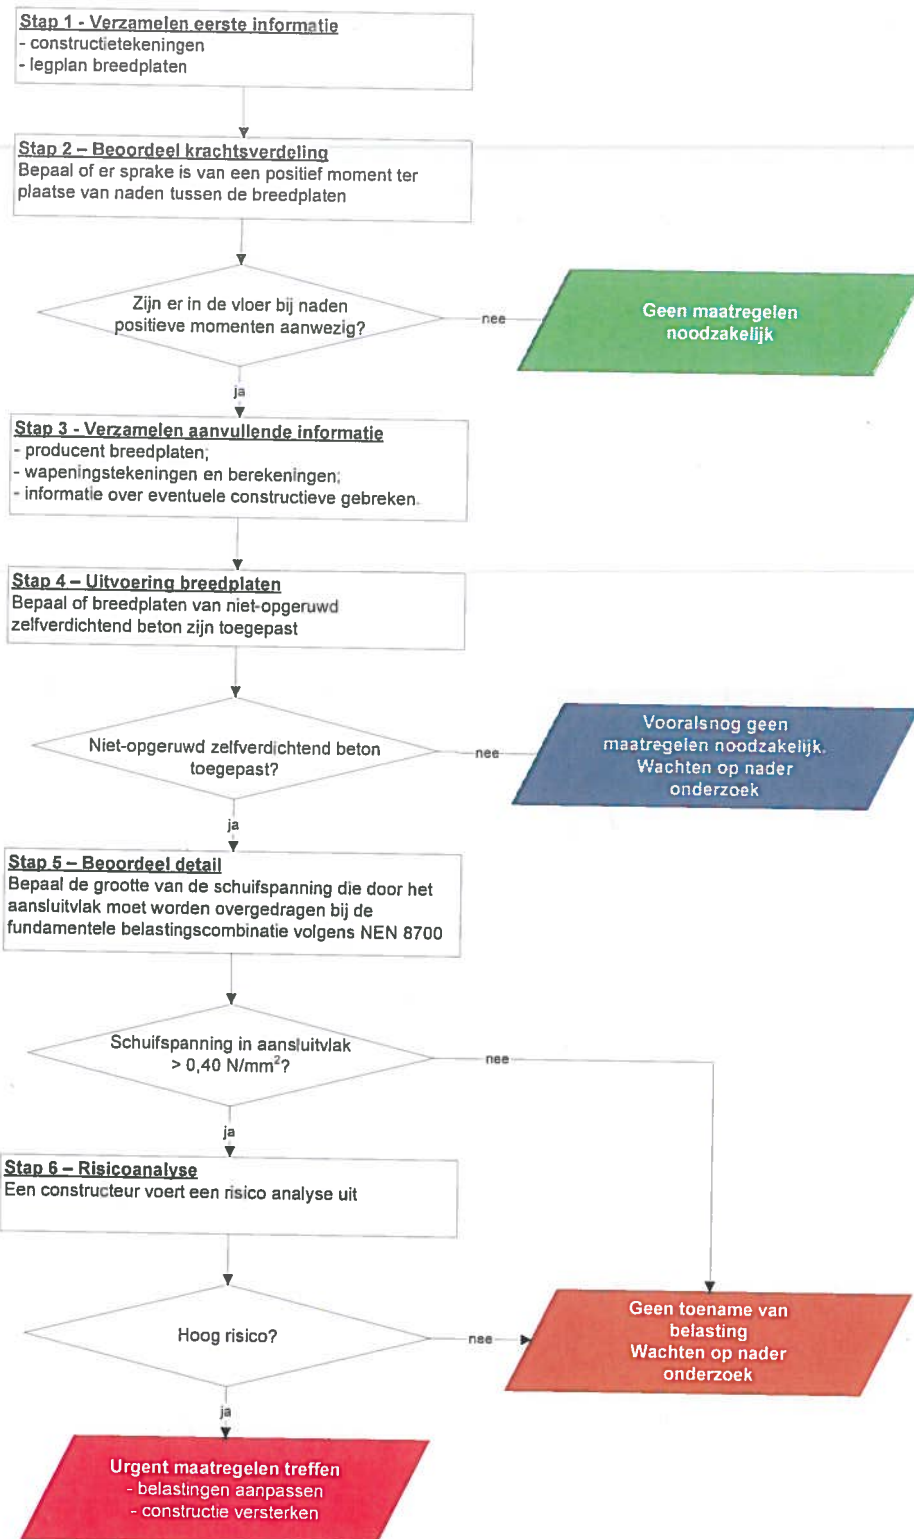 Stap 1 - Verzamelen eerste informatie
- constructietekeningen
- legplan breedplaten
Stap 2 – Beoordeel krachtsverdeling
Bepaal of er sprake is van een positief moment ter
plaatse van naden tussen de breedplaten
Zijn er in de vloer bij naden
positieve momenten aanwezig?
nee
Geen maatregelen
noodzakelijk
ja
Stap 3 - Verzamelen aanvullende informatie
- producent breedplaten;
- wapeningstekeningen en berekeningen;
- informatie over eventuele constructieve gebreken.
Stap 4 – Uitvoering breedplaten
Bepaal of breedplaten van niet-opgeruwd
zelfverdichtend beton zijn toegepast
Niet-opgeruwd zelfverdichtend beton
toegepast?
nee
Vooralsnog geen
maatregelen noodzakelijk.
Wachten op nader
onderzoek
ja
Stap 5 – Beoordeel detail
Bepaal de grootte van de schuifspanning die door het
aansluitvlak moet worden overgedragen bij de
fundamentele belastingscombinatie volgens NEN 8700
Schuifspanning in aansluitvlak
> 0,40 N/mm²?
nee
ja
Stap 6 – Risicoanalyse
Een constructeur voert een risico analyse uit
Hoog risico?
nee
Geen toename van
belasting
Wachten op nader
onderzoek
ja
Urgent maatregelen treffen
- belastingen aanpassen
- constructie versterken